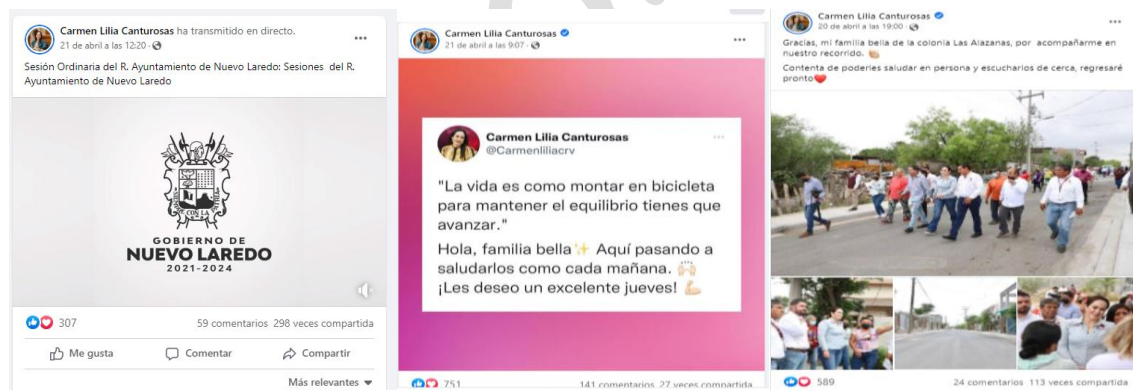 Carmen Lilia Canturosas ha transmitido en directo.
21 de abril a las 12:20 ·
Sesión Ordinaria del R. Ayuntamiento de Nuevo Laredo: Sesiones del R.
Ayuntamiento de Nuevo Laredo
SIEMPRE CON LA PATRIA
GOBIERNO DE
NUEVO LAREDO
2021-2024
307
59 comentarios 298 veces compartida
Me gusta
Comentar
Compartir
Más relevantes
Carmen Lilia Canturosas
21 de abril a las 9:07 ·
Carmen Lilia Canturosas
@Carmenliliacrv
"La vida es como montar en bicicleta
para mantener el equilibrio tienes que
avanzar."
Hola, familia bella✨ Aquí pasando a
saludarlos como cada mañana. 🙌🏻
¡Les deseo un excelente jueves! 💪🏻
751
141 comentarios 27 veces compartida
Carmen Lilia Canturosas
20 de abril a las 19:00 ·
Gracias, mi familia bella de la colonia Las Alazanas, por acompañarme en
nuestro recorrido. 👏🏻
Contenta de poderles saludar en persona y escucharlos de cerca, regresaré
pronto❤️
589
24 comentarios 113 veces compartida